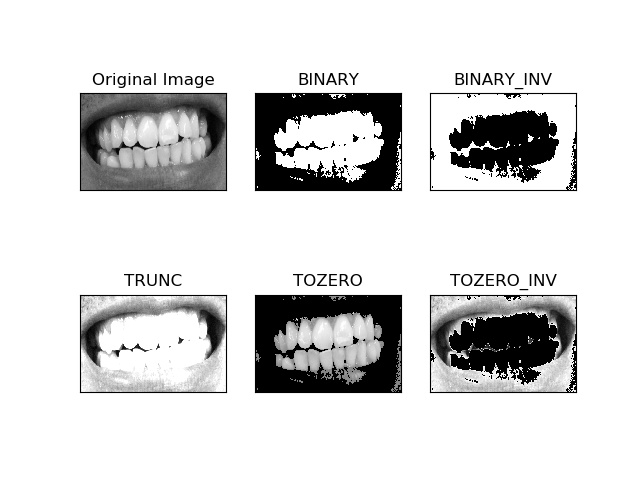 Original Image
BINARY
BINARY_INV
TRUNC
TOZERO
TOZERO_INV